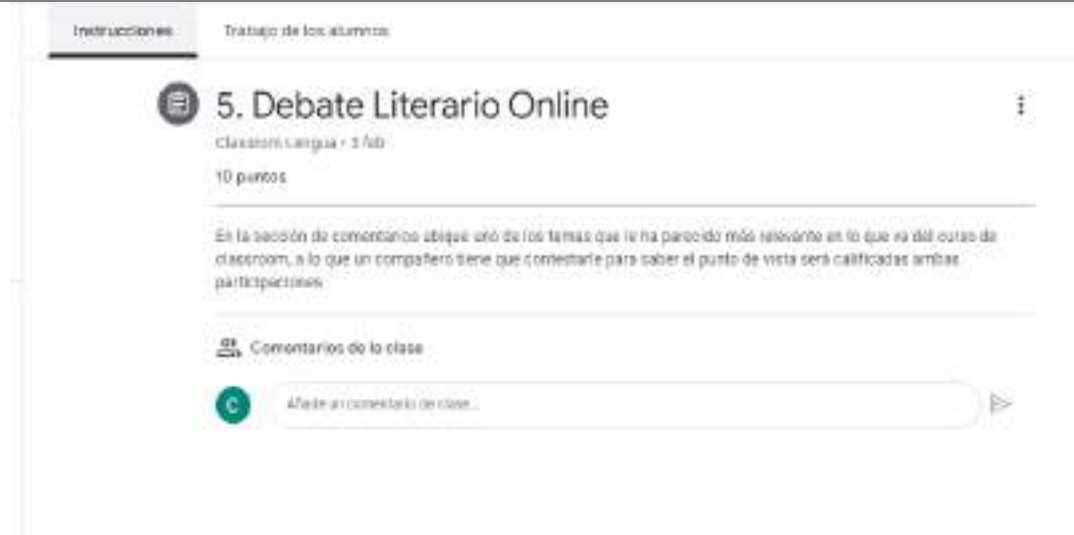 Instrucciones
Trabajo de los alumnos
5. Debate Literario Online
Classrom Lengua • 3 feb
10 puntos
En la sección de comentarios ubique uno de los temas que le ha parecido más relevante en lo que va del curso de
classroom, a lo que un compañero tiene que contestarle para saber el punto de vista será calificadas ambas
participaciones
Comentarios de la clase
C
Añade un comentario de clase...